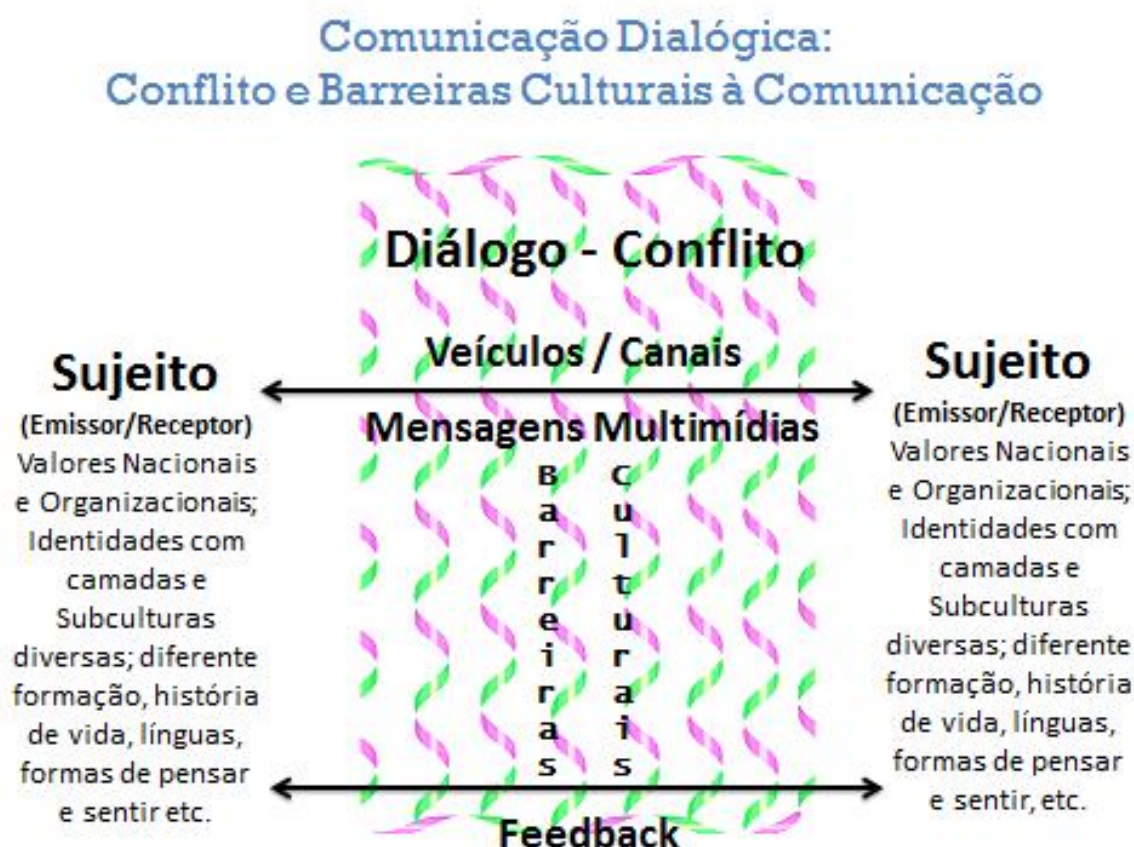 Comunicação Dialógica:
Conflito e Barreiras Culturais à Comunicação
Diálogo - Conflito
Veículos / Canais
Mensagens Multimídias
Barreiras
Culturais
Feedback
Sujeito
(Emissor/Receptor)
Valores Nacionais
e Organizacionais;
Identidades com
camadas e
Subculturas
diversas; diferente
formação, história
de vida, línguas,
formas de pensar
e sentir etc.
Sujeito
(Emissor/Receptor)
Valores Nacionais
e Organizacionais;
Identidades com
camadas e
Subculturas
diversas; diferente
formação, história
de vida, línguas,
formas de pensar
e sentir, etc.